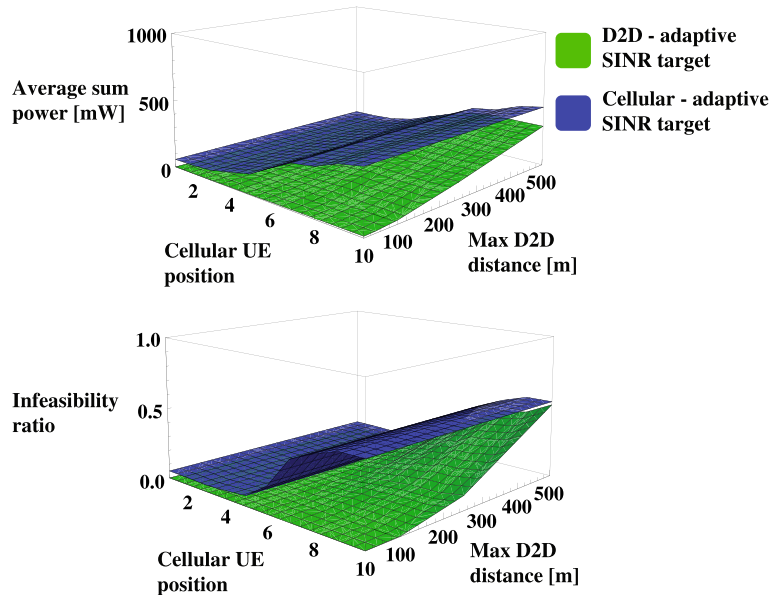 1000
Average sum
power [mW]
500
0
2
4
6
8
10
Cellular UE
position
100
200
300
400
500
Max D2D
distance [m]
D2D - adaptive
SINR target
Cellular - adaptive
SINR target
1.0
Infeasibility
ratio
0.5
0.0
2
4
6
8
10
Cellular UE
position
100
200
300
400
500
Max D2D
distance [m]